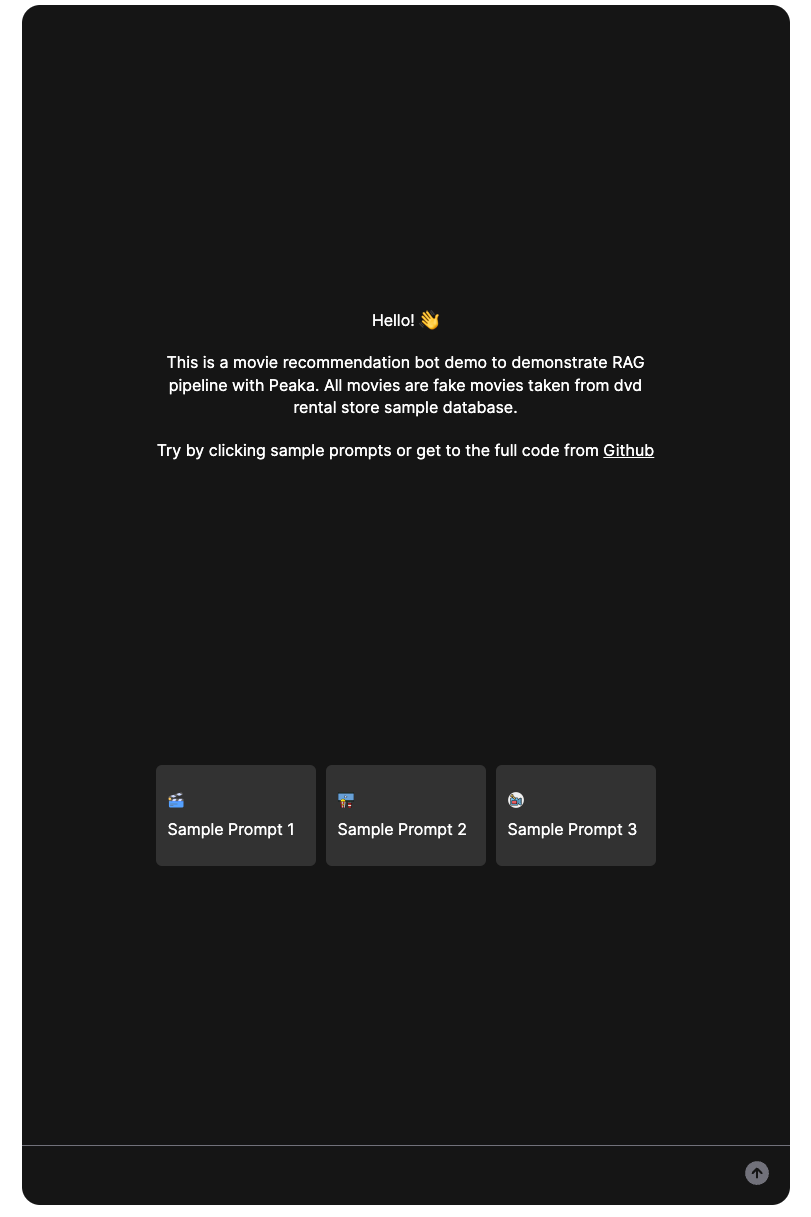 Hello! 👋
This is a movie recommendation bot demo to demonstrate RAG
pipeline with Peaka. All movies are fake movies taken from dvd
rental store sample database.
Try by clicking sample prompts or get to the full code from Github
Sample Prompt 1
Sample Prompt 2
Sample Prompt 3